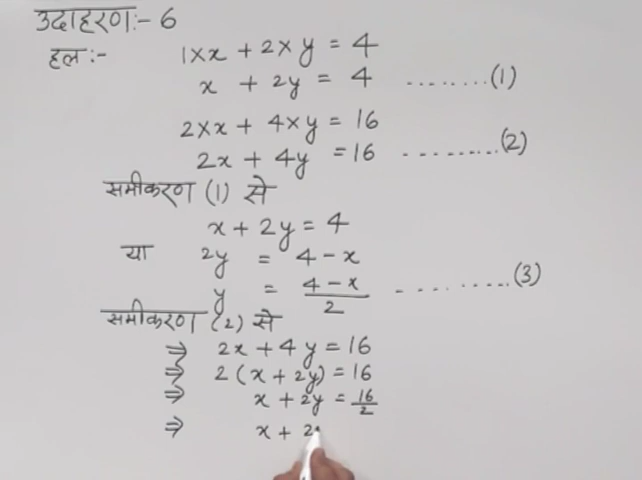 उदाहरण:- 6
हल:- 1×x + 2×y = 4
x + 2y = 4 ........(1)
2×x + 4×y = 16
2x + 4y = 16 .........(2)
समीकरण (1) से
x + 2y = 4
या 2y = 4 - x
y = (4 - x)/2 .........(3)
समीकरण (2) से
⇒ 2x + 4y = 16
⇒ 2(x + 2y) = 16
⇒ x + 2y = 16/2
⇒ x + 2